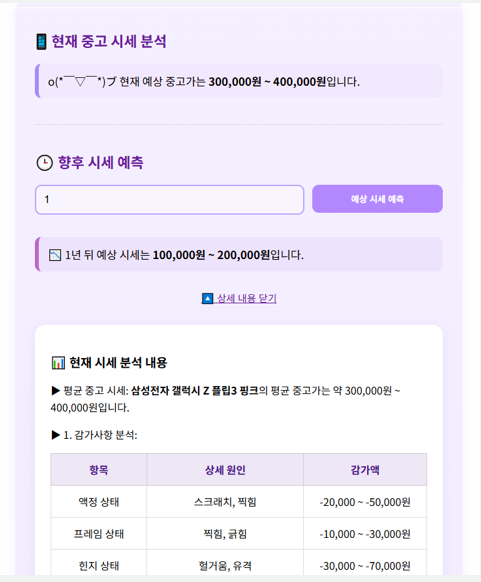 📱 현재 중고 시세 분석
o(*￣▽￣*)ブ 현재 예상 중고가는 300,000원 ~ 400,000원입니다.
🕒 향후 시세 예측
1
예상 시세 예측
📉 1년 뒤 예상 시세는 100,000원 ~ 200,000원입니다.
🔼 상세 내용 닫기
📊 현재 시세 분석 내용
▶ 평균 중고 시세: 삼성전자 갤럭시 Z 플립3 핑크의 평균 중고가는 약 300,000원 ~
400,000원입니다.
▶ 1. 감가사항 분석:
항목 상세 원인 감가액
액정 상태 스크래치, 찍힘 -20,000 ~ -50,000원
프레임 상태 찍힘, 긁힘 -10,000 ~ -30,000원
힌지 상태 헐거움, 유격 -30,000 ~ -70,000원